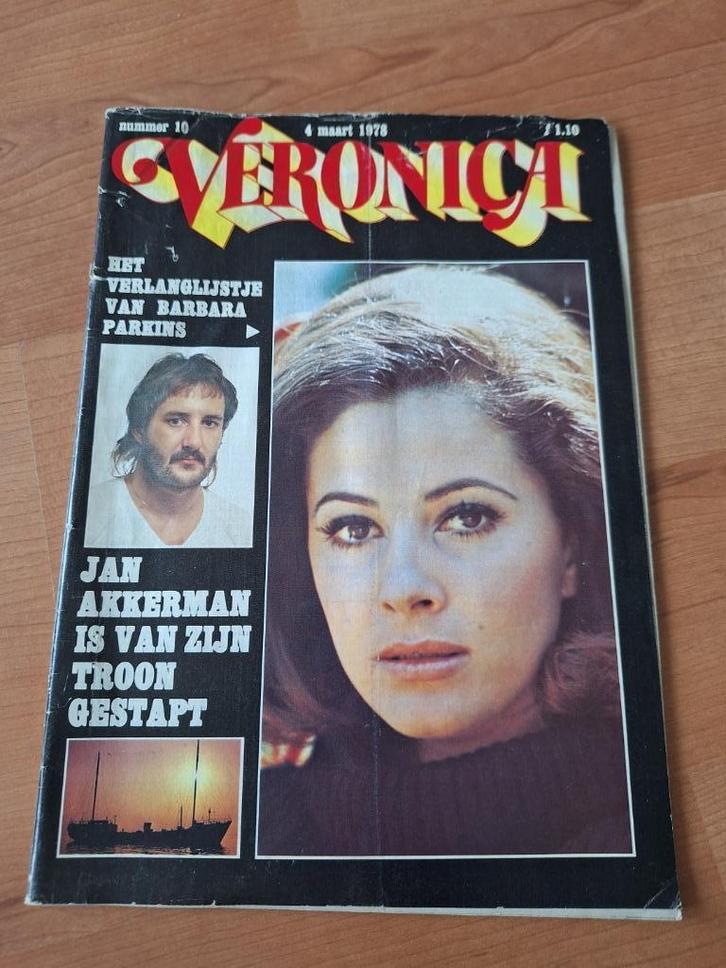 nummer 10 4 maart 1978 f 1.10
VERONICA
HET
VERLANGLIJSTJE
VAN BARBARA
PARKINS
JAN
AKKERMAN
IS VAN ZIJN
TROON
GESTAPT